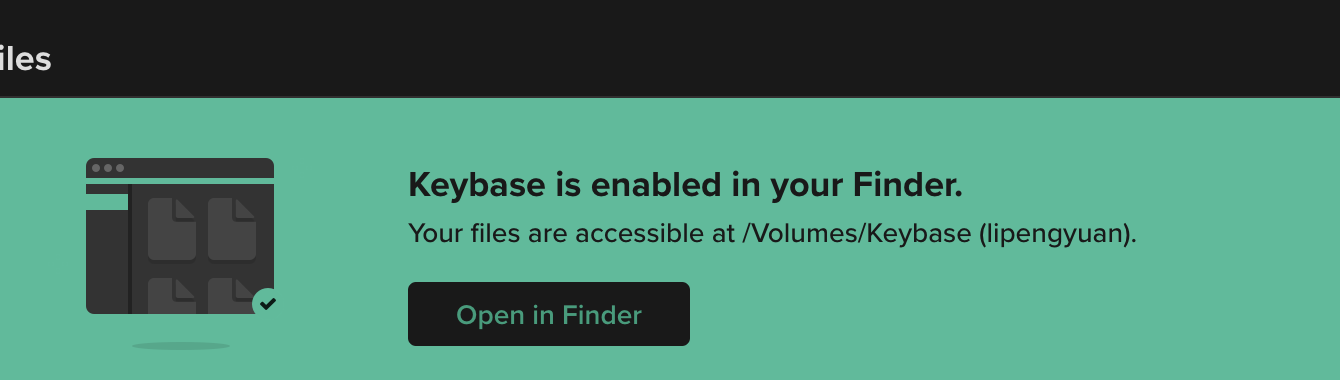 iles
Keybase is enabled in your Finder.
Your files are accessible at /Volumes/Keybase (lipengyuan).
Open in Finder